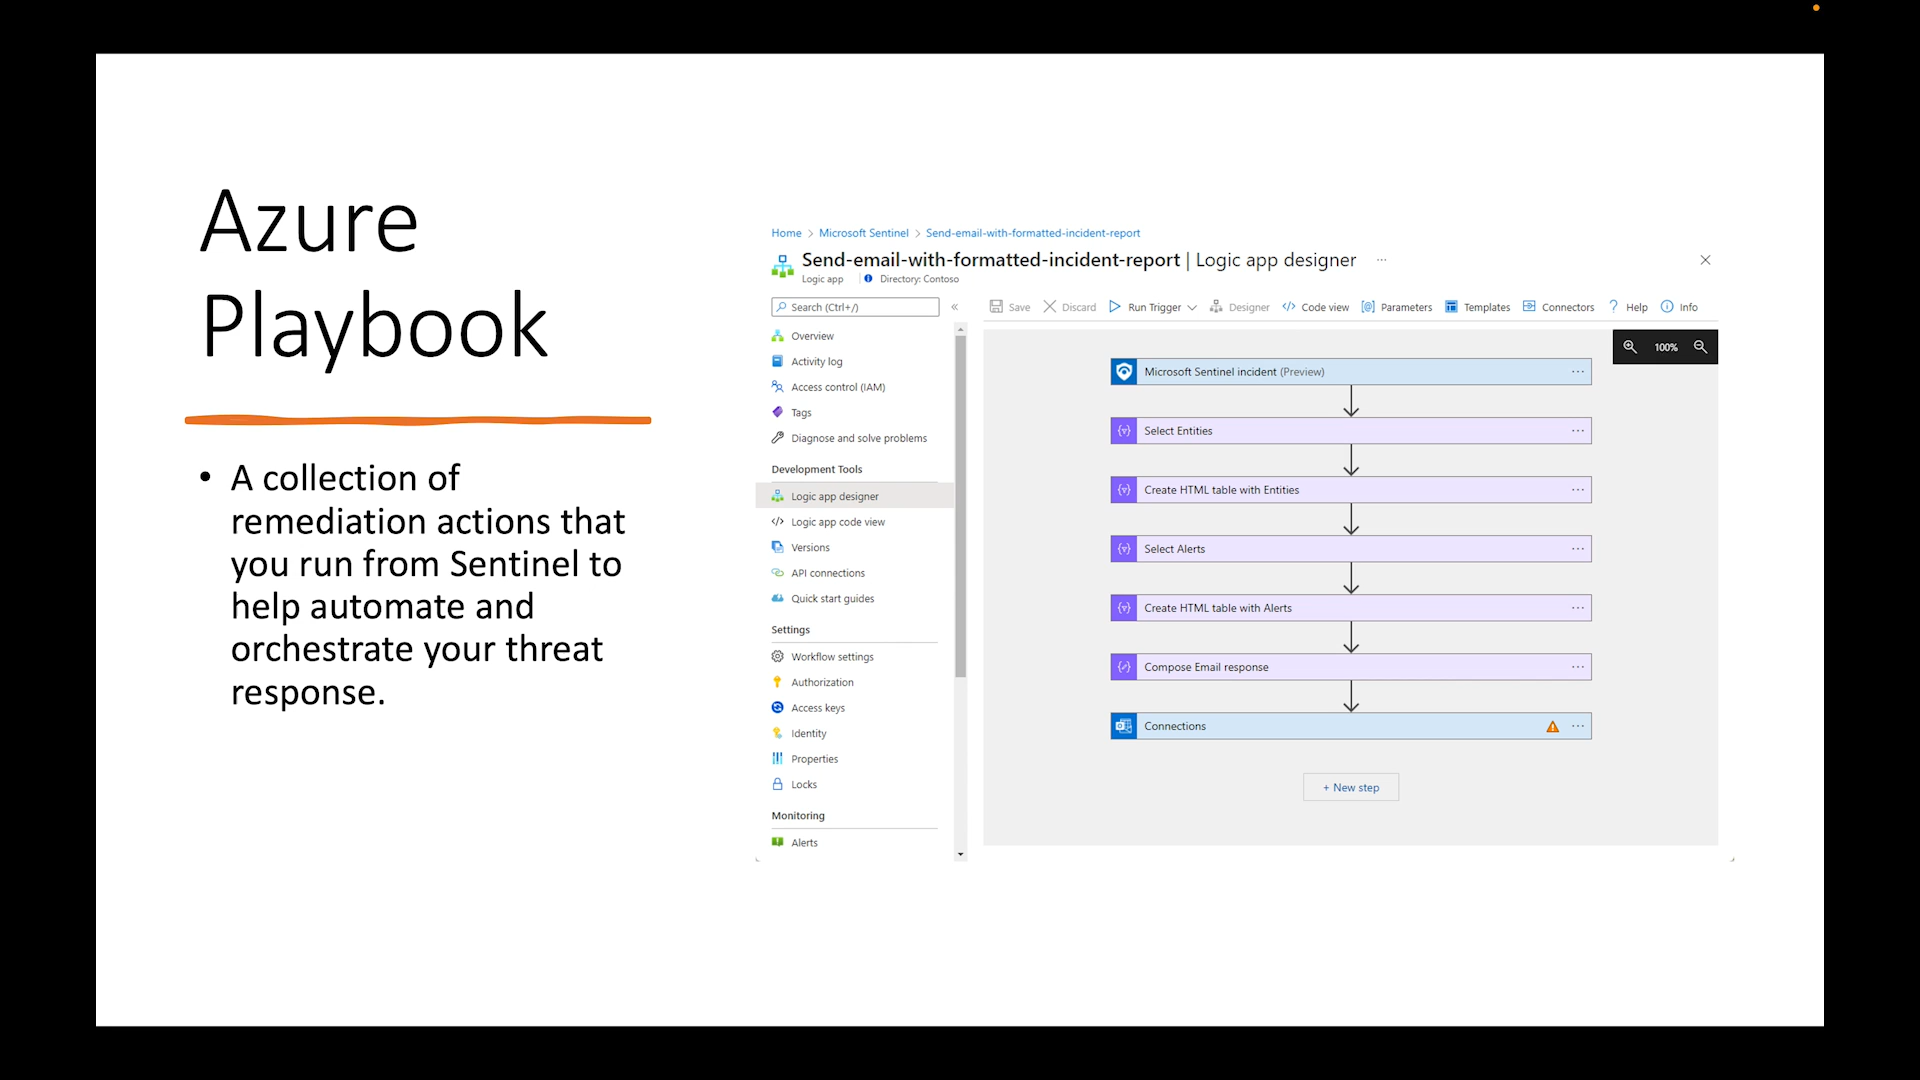 Azure
Playbook
• A collection of
remediation actions that
you run from Sentinel to
help automate and
orchestrate your threat
response.
Home > Microsoft Sentinel > Send-email-with-formatted-incident-report
Send-email-with-formatted-incident-report | Logic app designer ...
Logic app Directory: Contoso
Search (Ctrl+/) «
Overview
Activity log
Access control (IAM)
Tags
Diagnose and solve problems
Development Tools
Logic app designer
Logic app code view
Versions
API connections
Quick start guides
Settings
Workflow settings
Authorization
Access keys
Identity
Properties
Locks
Monitoring
Alerts
Save Discard Run Trigger Designer Code view Parameters Templates Connectors Help Info
100%
Microsoft Sentinel incident (Preview) ...
Select Entities ...
Create HTML table with Entities ...
Select Alerts ...
Create HTML table with Alerts ...
Compose Email response ...
Connections ...
+ New step